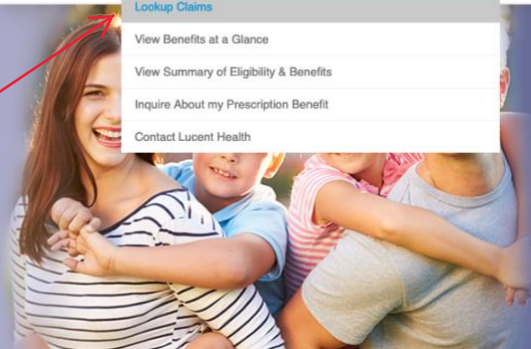 Lookup Claims
View Benefits at a Glance
View Summary of Eligibility & Benefits
Inquire About my Prescription Benefit
Contact Lucent Health